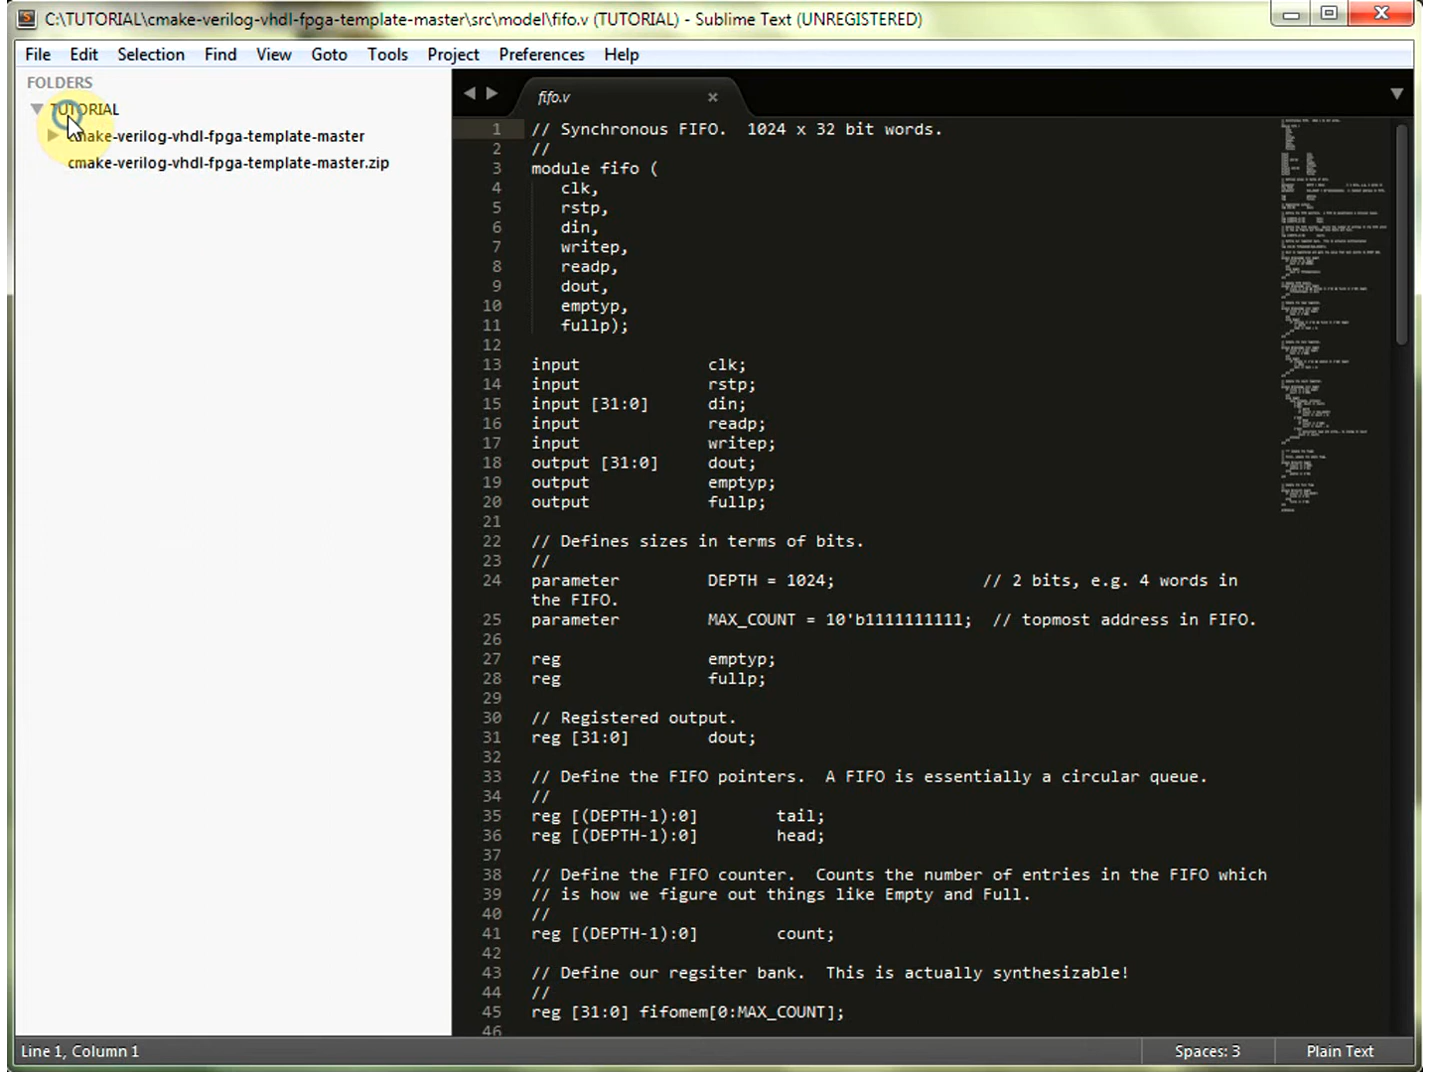 C:\TUTORIAL\cmake-verilog-vhdl-fpga-template-master\src\model\fifo.v (TUTORIAL) - Sublime Text (UNREGISTERED)
File Edit Selection Find View Goto Tools Project Preferences Help
FOLDERS
TUTORIAL
cmake-verilog-vhdl-fpga-template-master
cmake-verilog-vhdl-fpga-template-master.zip
fifo.v
1 // Synchronous FIFO.  1024 x 32 bit words.
2 //
3 module fifo (
4 clk,
5 rstp,
6 din,
7 writep,
8 readp,
9 dout,
10 emptyp,
11 fullp);
12
13 input clk;
14 input rstp;
15 input [31:0] din;
16 input readp;
17 input writep;
18 output [31:0] dout;
19 output emptyp;
20 output fullp;
21
22 // Defines sizes in terms of bits.
23 //
24 parameter DEPTH = 1024; // 2 bits, e.g. 4 words in
the FIFO.
25 parameter MAX_COUNT = 10'b1111111111; // topmost address in FIFO.
26
27 reg emptyp;
28 reg fullp;
29
30 // Registered output.
31 reg [31:0] dout;
32
33 // Define the FIFO pointers.  A FIFO is essentially a circular queue.
34 //
35 reg [(DEPTH-1):0] tail;
36 reg [(DEPTH-1):0] head;
37
38 // Define the FIFO counter.  Counts the number of entries in the FIFO which
39 // is how we figure out things like Empty and Full.
40 //
41 reg [(DEPTH-1):0] count;
42
43 // Define our regsiter bank.  This is actually synthesizable!
44 //
45 reg [31:0] fifomem[0:MAX_COUNT];
46
Line 1, Column 1
Spaces: 3
Plain Text